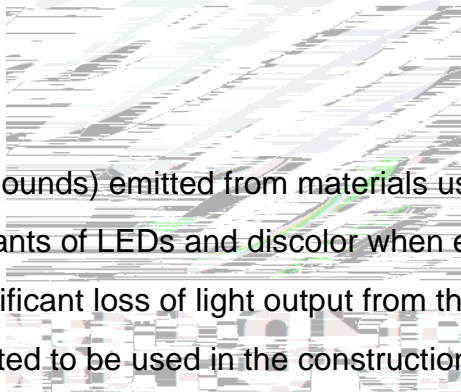 ounds) emitted from materials us
ants of LEDs and discolor when e
ificant loss of light output from th
ted to be used in the construction